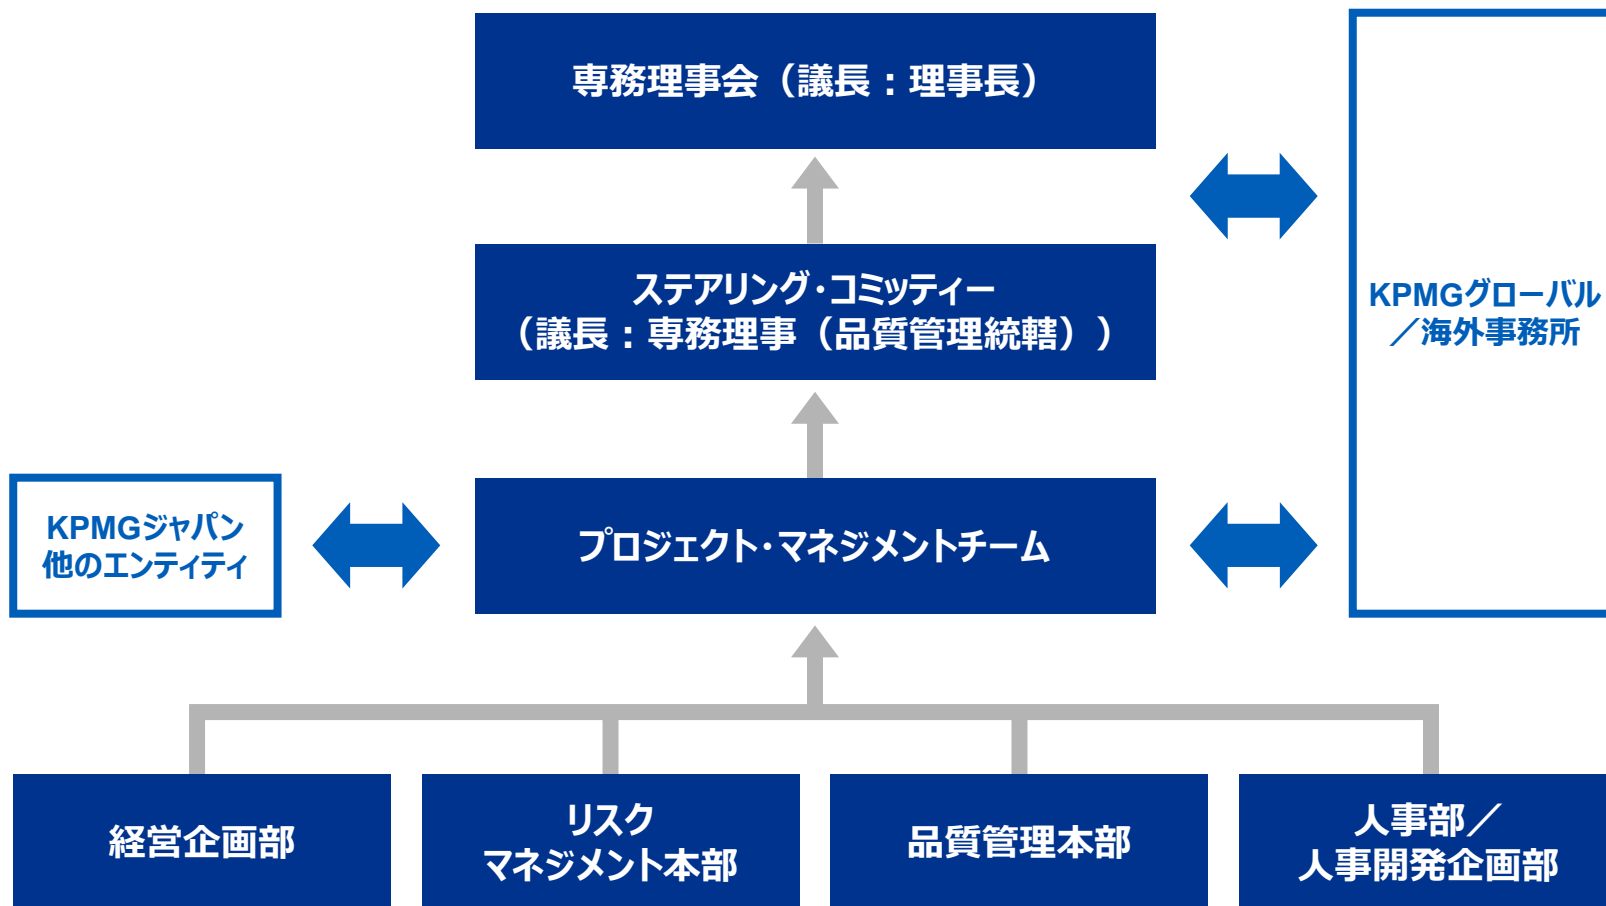 専務理事会（議長：理事長）
ステアリング・コミッティー
（議長：専務理事（品質管理統轄））
KPMGグローバル
／海外事務所
KPMGジャパン
他のエンティティ
プロジェクト・マネジメントチーム
経営企画部
リスク
マネジメント本部
品質管理本部
人事部／
人事開発企画部